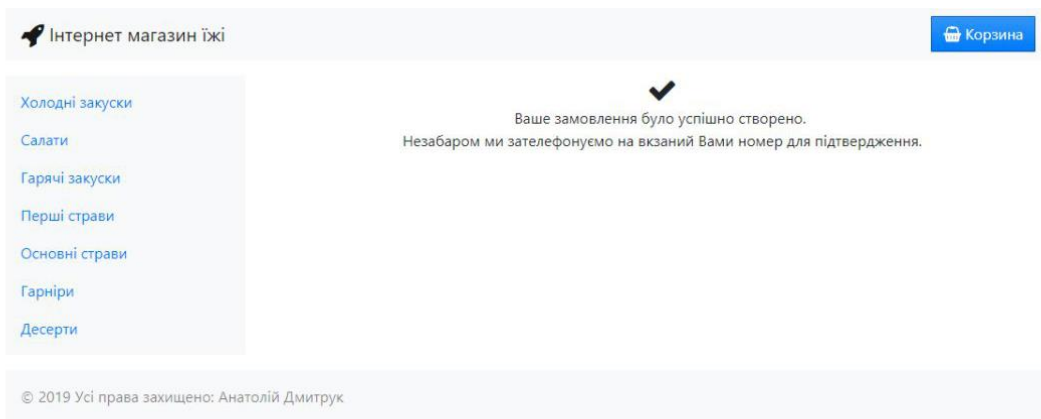 Інтернет магазин їжі
Корзина
Холодні закуски
Салати
Гарячі закуски
Перші страви
Основні страви
Гарніри
Десерти
Ваше замовлення було успішно створено.
Незабаром ми зателефонуємо на вкзаний Вами номер для підтвердження.
© 2019 Усі права захищено: Анатолій Дмитрук